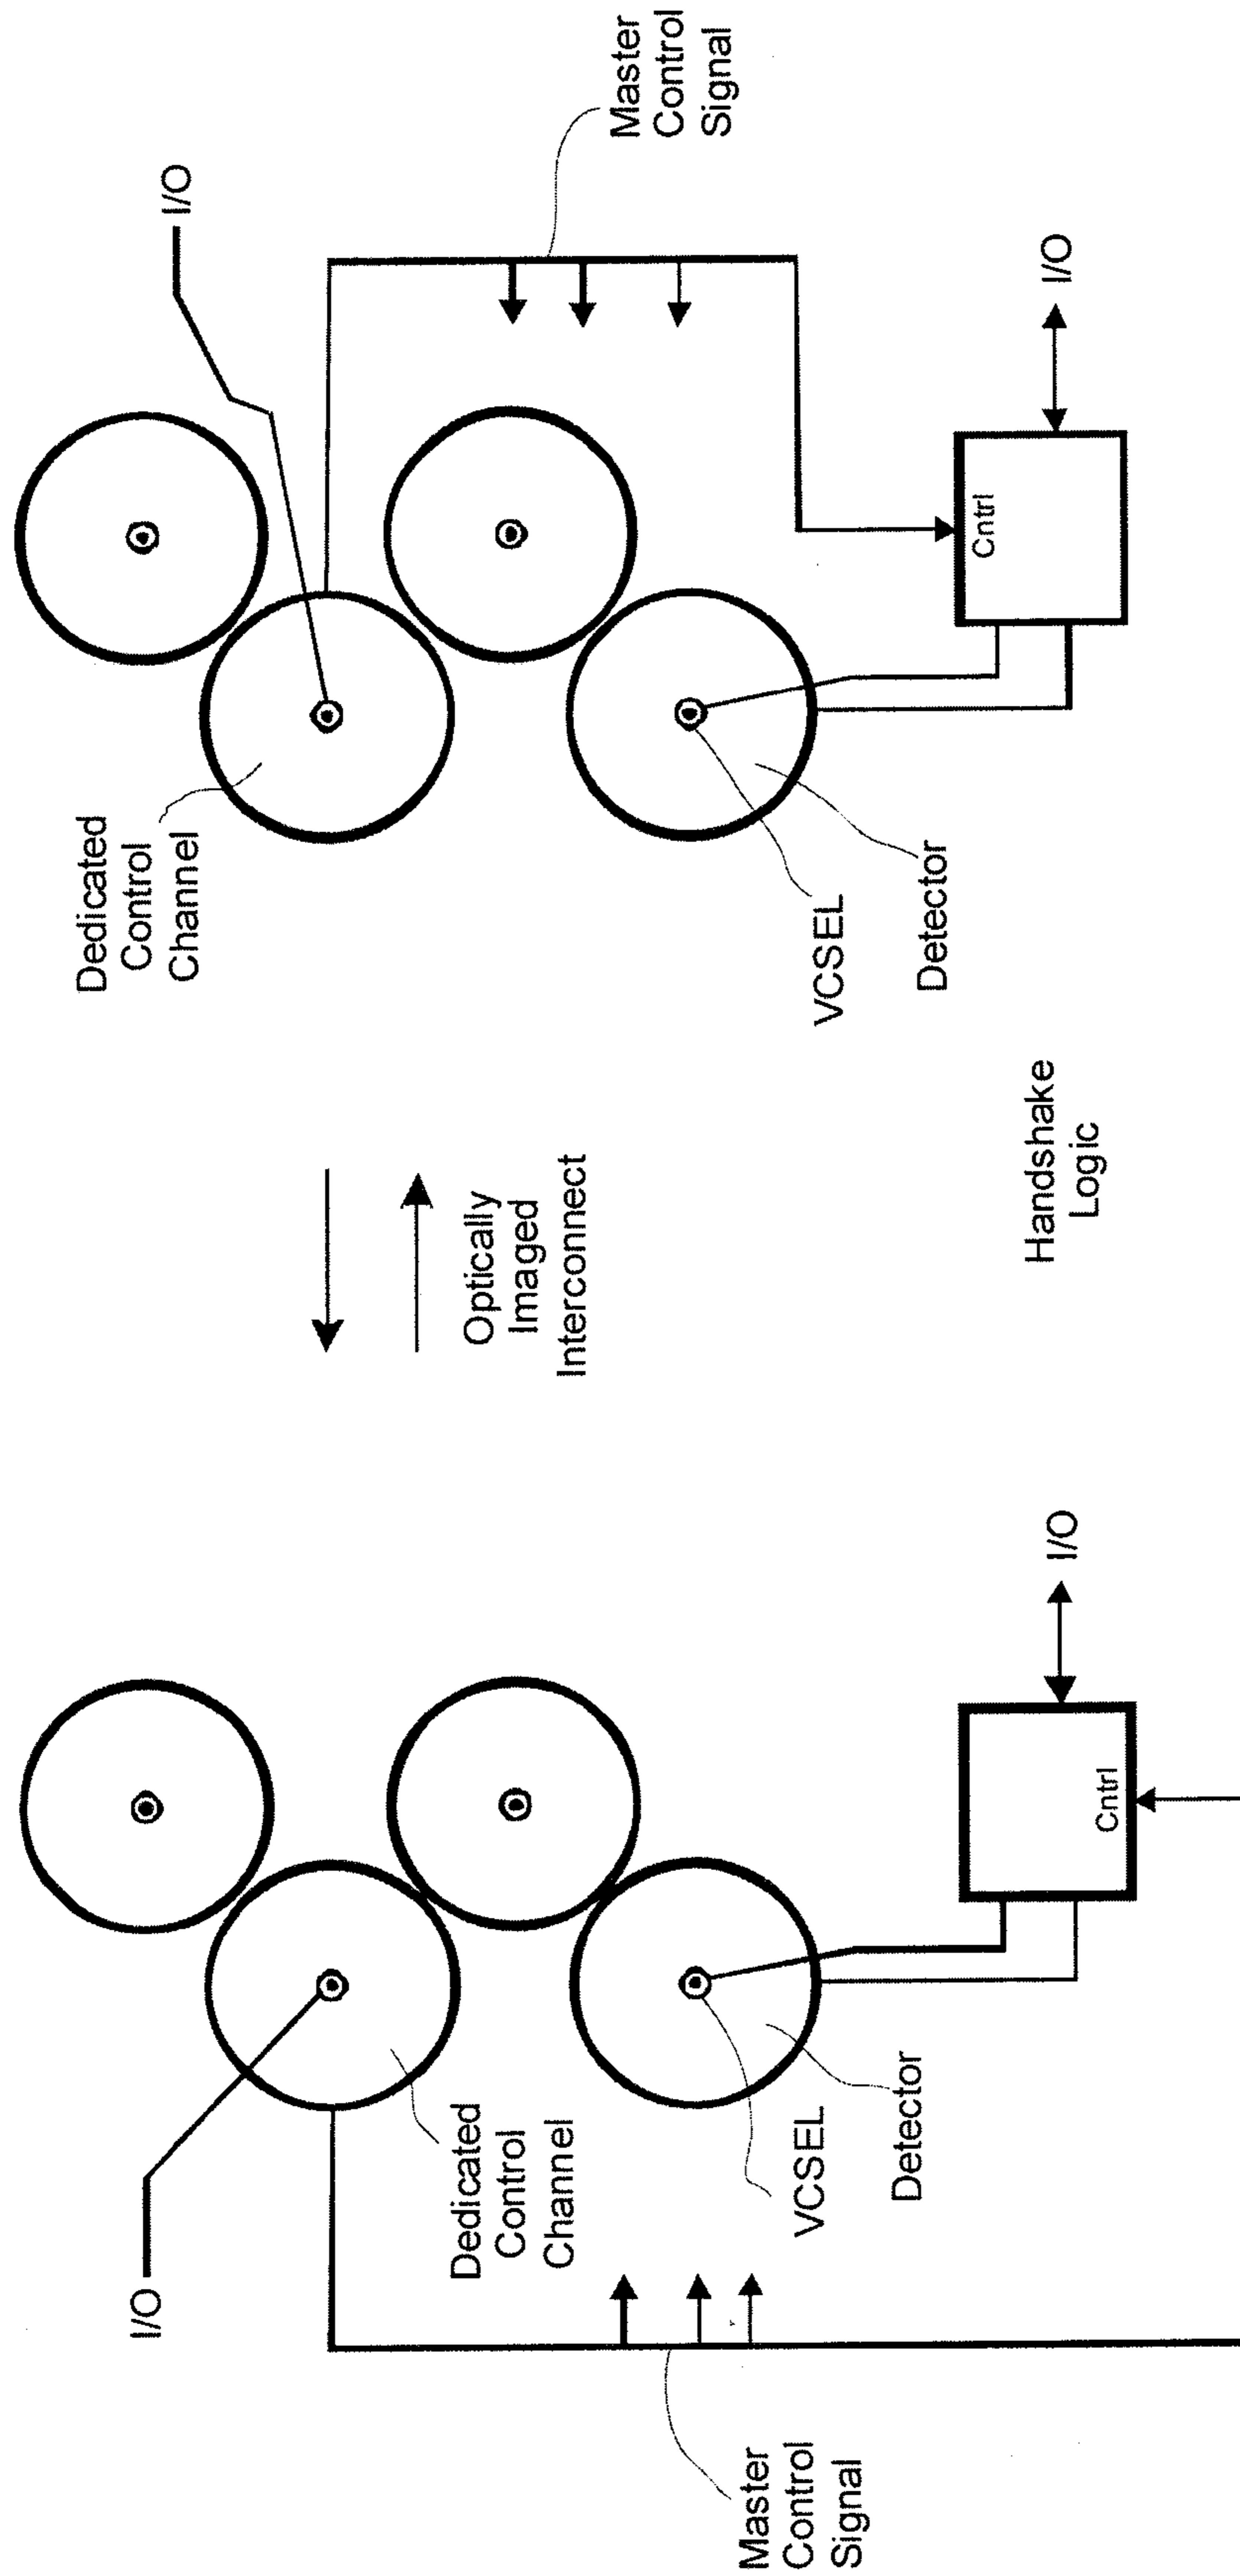 I/O
Dedicated
Control
Channel
Master
Control
Signal
VCSEL
Detector
Cntrl
I/O
Optically
Imaged
Interconnect
Handshake
Logic
Dedicated
Control
Channel
I/O
Master
Control
Signal
VCSEL
Detector
Cntrl
I/O